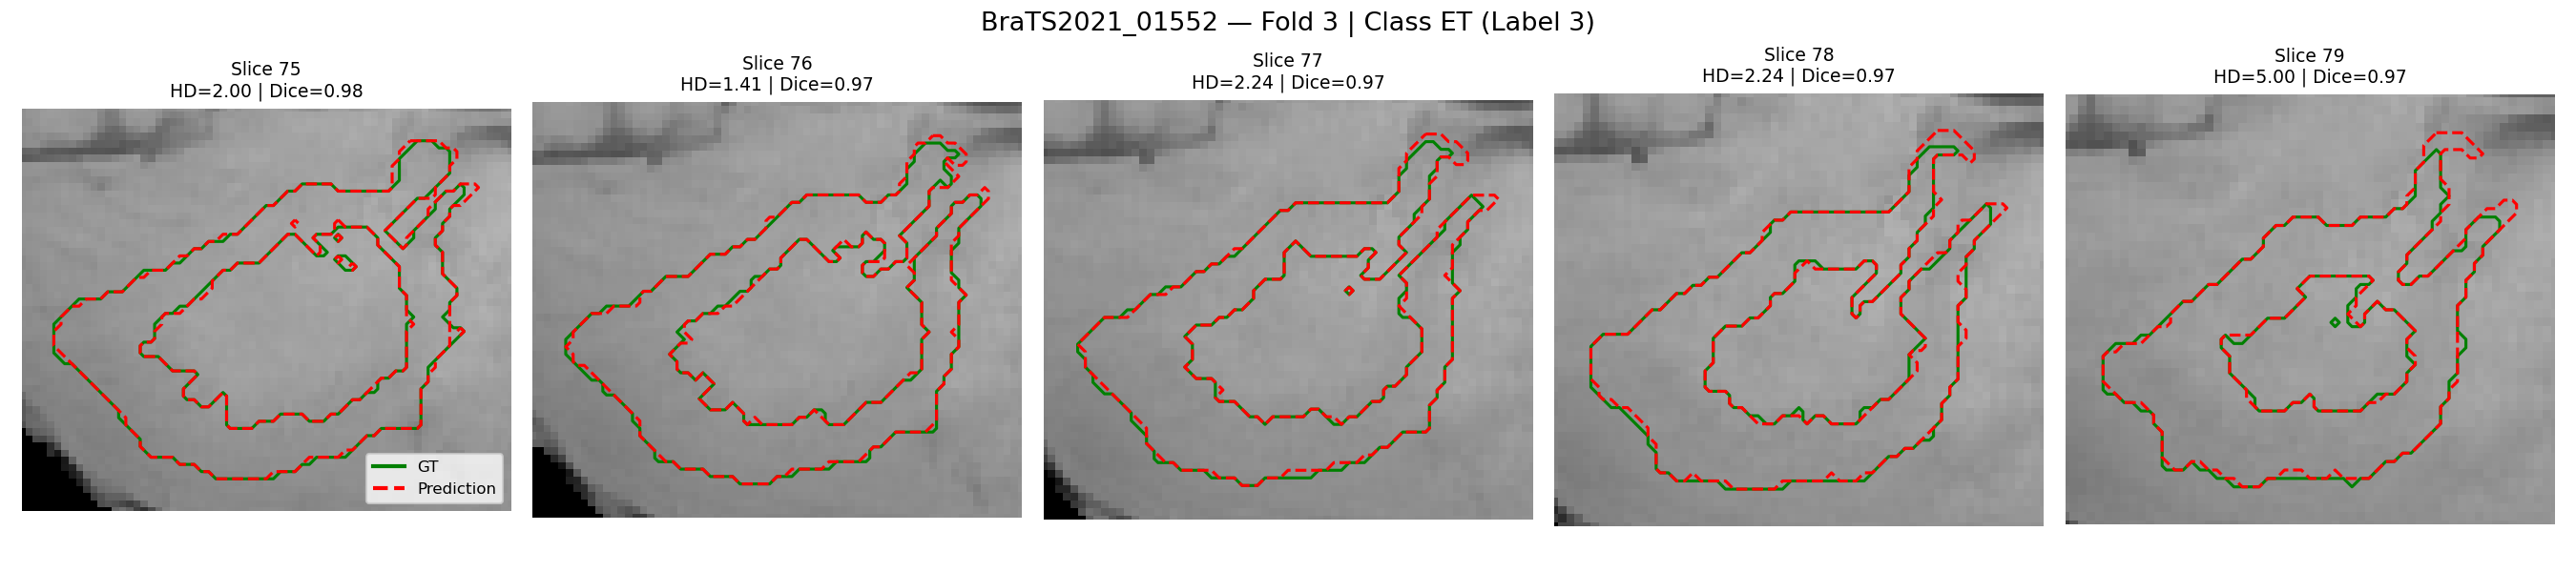 BraTS2021_01552 — Fold 3 | Class ET (Label 3)
Slice 75
HD=2.00 | Dice=0.98
Slice 76
HD=1.41 | Dice=0.97
Slice 77
HD=2.24 | Dice=0.97
Slice 78
HD=2.24 | Dice=0.97
Slice 79
HD=5.00 | Dice=0.97
GT
Prediction